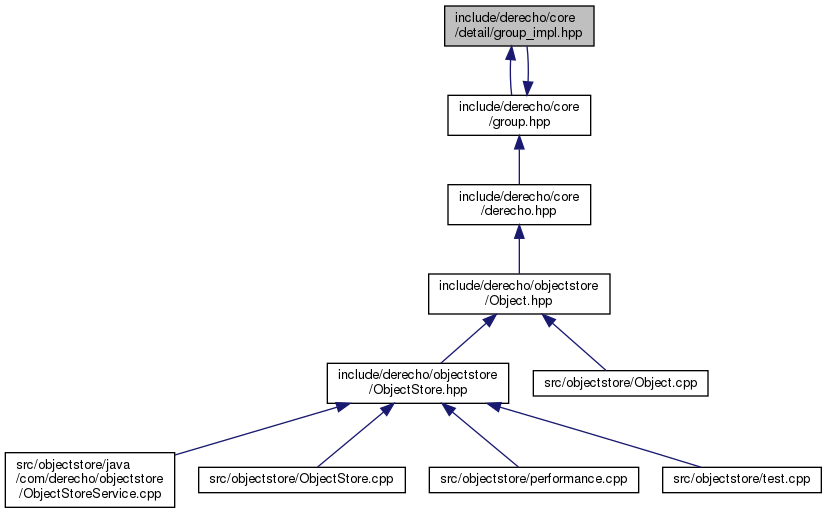 include/derecho/core
/detail/group_impl.hpp
include/derecho/core
/group.hpp
include/derecho/core
/derecho.hpp
include/derecho/objectstore
/Object.hpp
include/derecho/objectstore
/ObjectStore.hpp
src/objectstore/Object.cpp
src/objectstore/java
/com/derecho/objectstore
/ObjectStoreService.cpp
src/objectstore/ObjectStore.cpp
src/objectstore/performance.cpp
src/objectstore/test.cpp